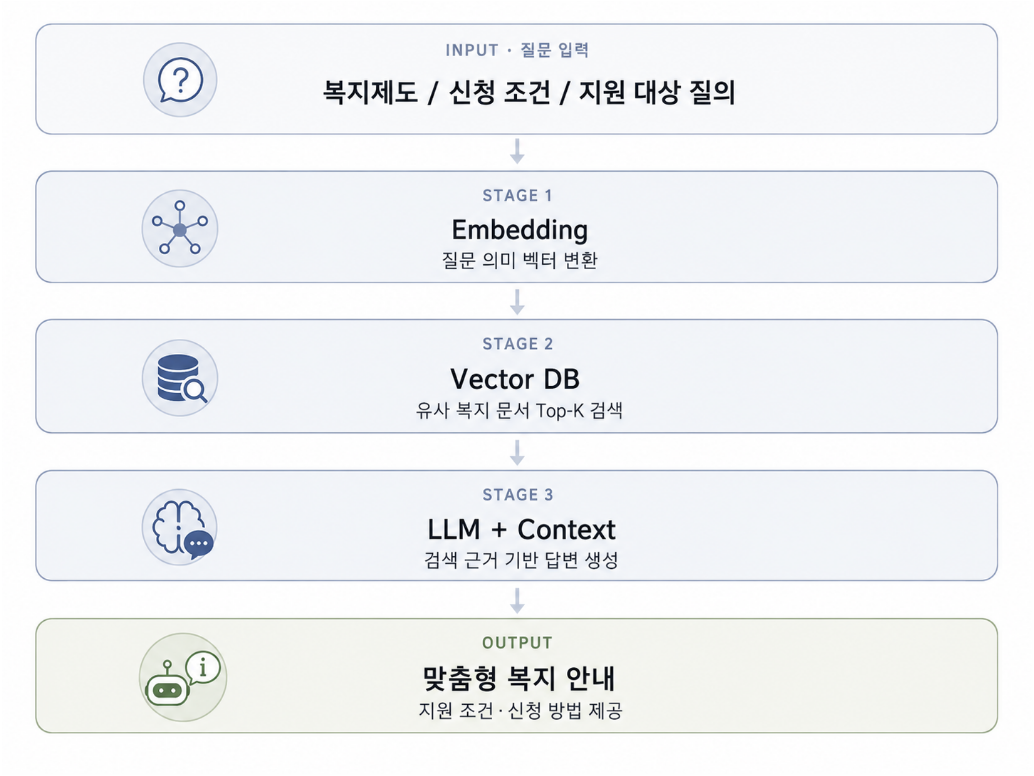 INPUT · 질문 입력
복지제도 / 신청 조건 / 지원 대상 질의
STAGE 1
Embedding
질문 의미 벡터 변환
STAGE 2
Vector DB
유사 복지 문서 Top-K 검색
STAGE 3
LLM + Context
검색 근거 기반 답변 생성
OUTPUT
맞춤형 복지 안내
지원 조건 · 신청 방법 제공